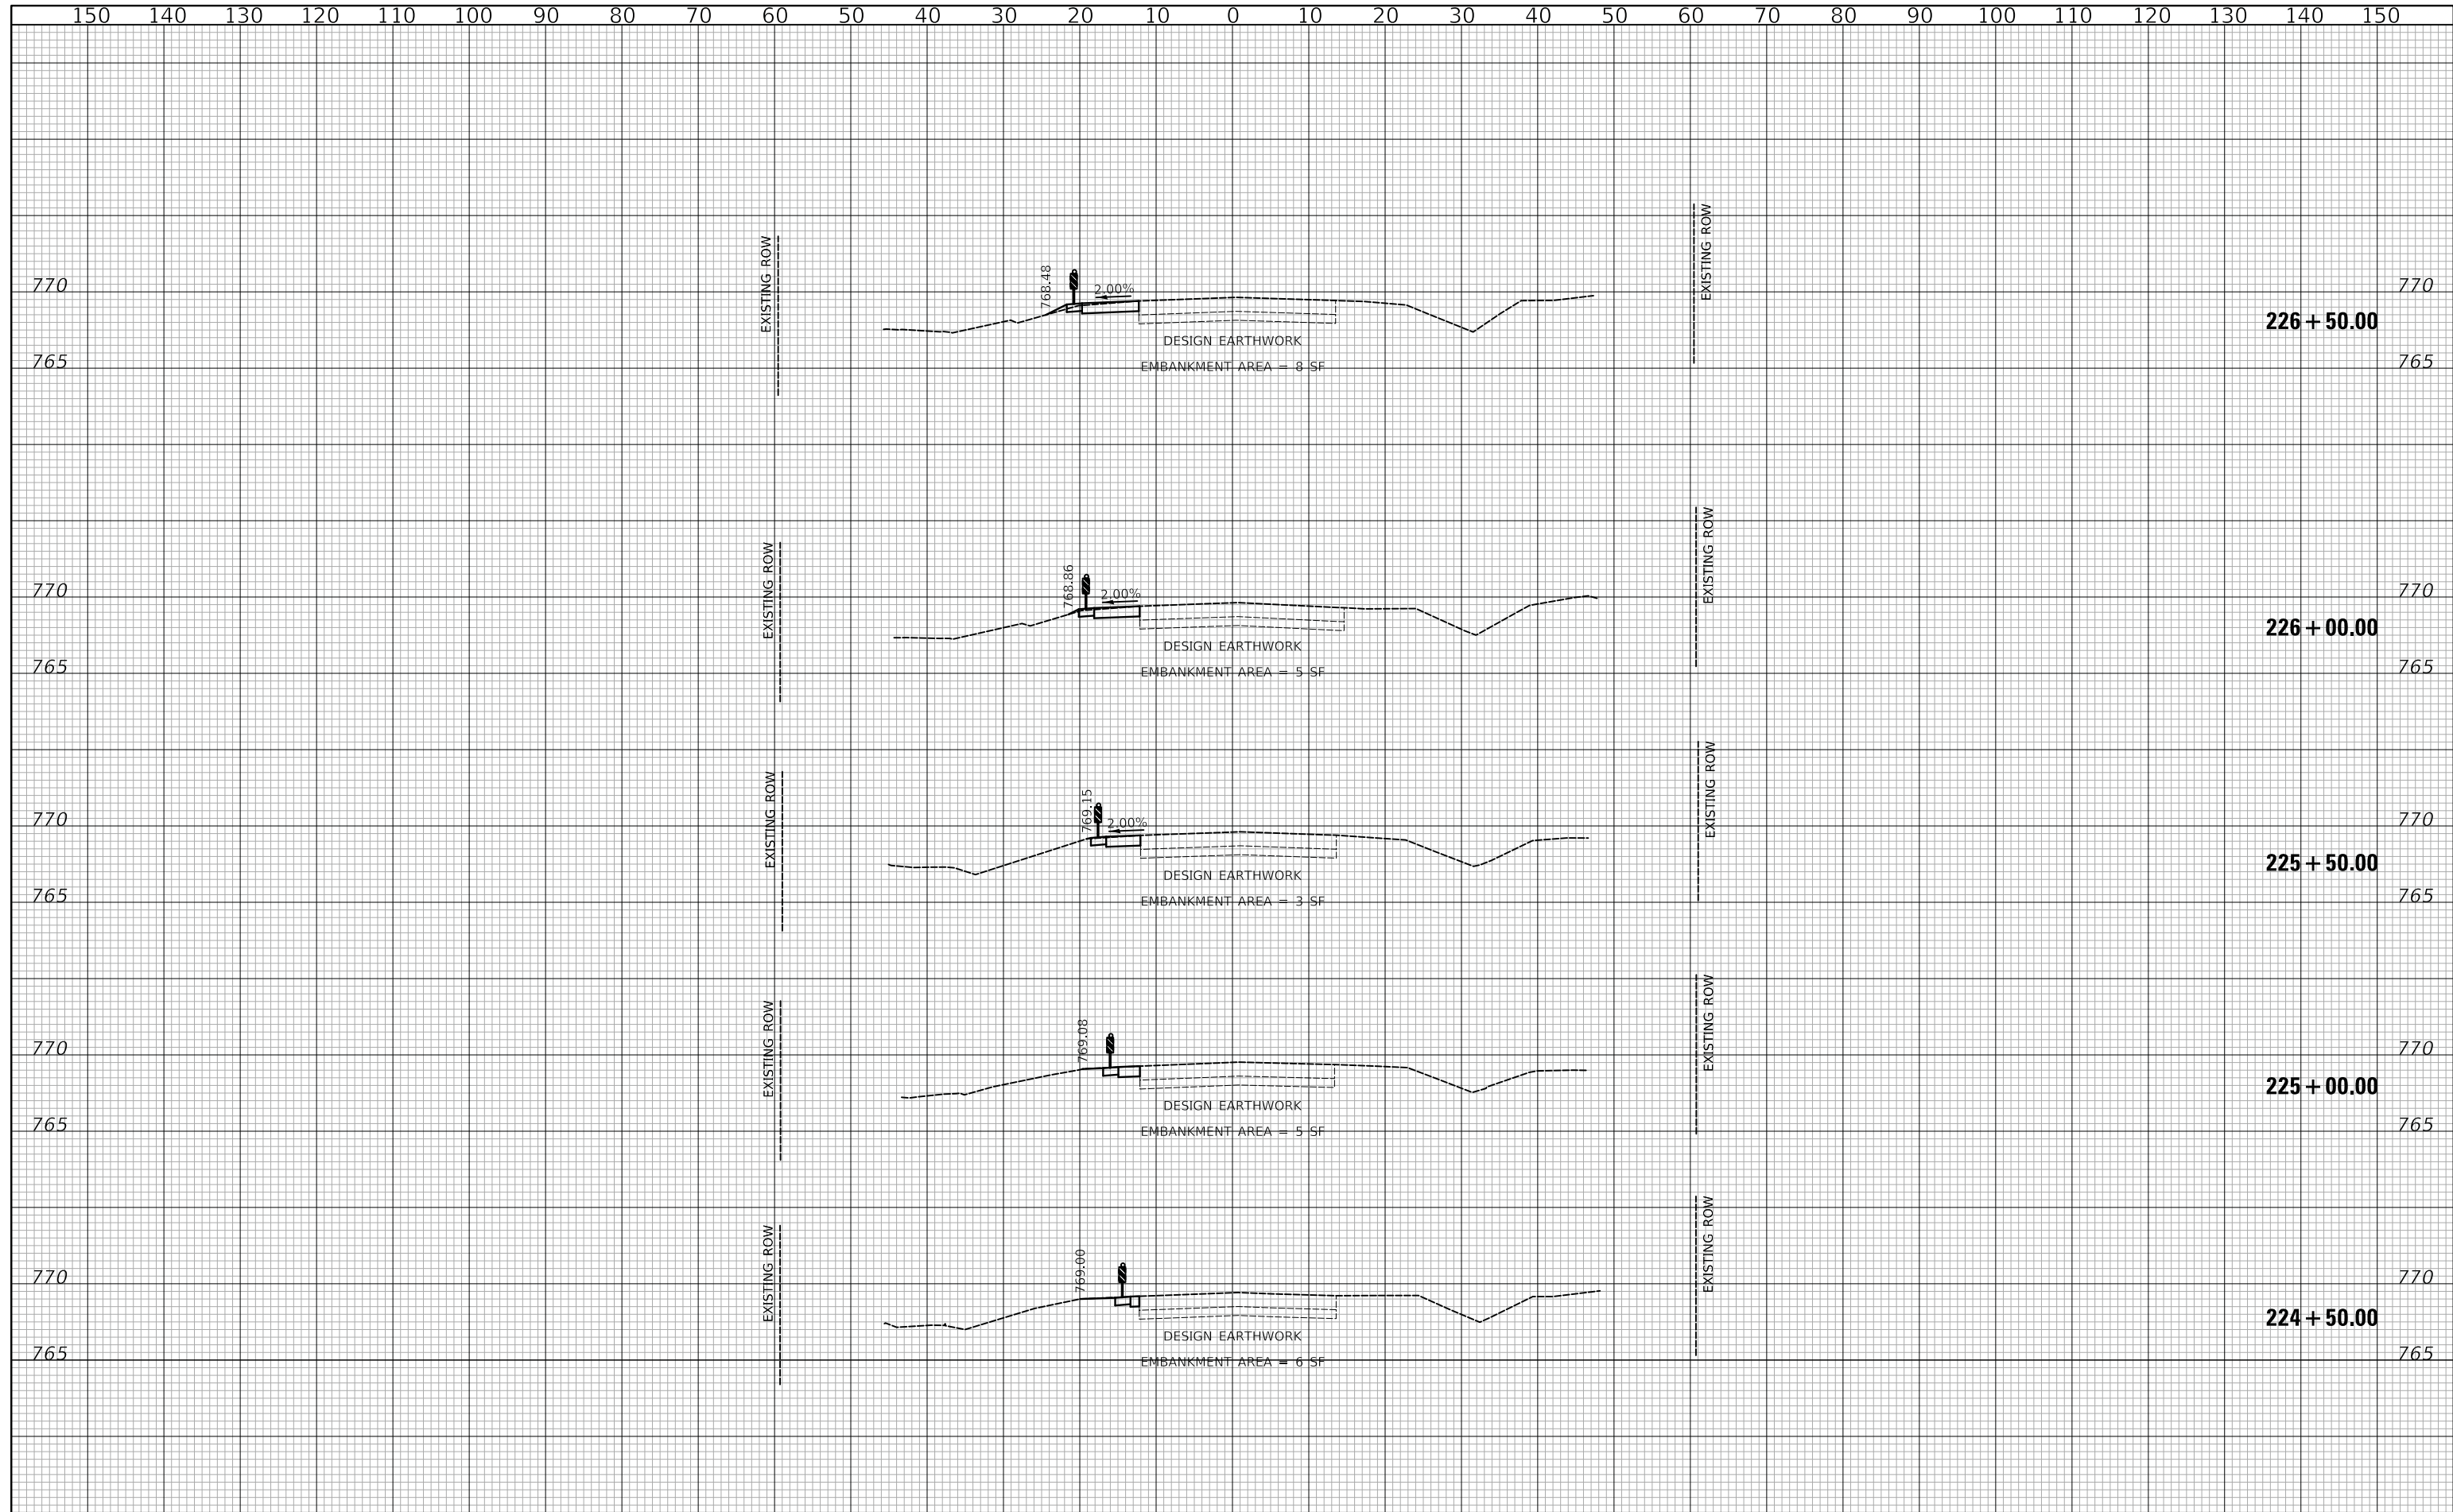 150 140 130 120 110 100 90 80 70 60 50 40 30 20 10 0 10 20 30 40 50 60 70 80 90 100 110 120 130 140 150
EXISTING ROW
768.48
2.00%
EXISTING ROW
770
770
226+50.00
DESIGN EARTHWORK
765
EMBANKMENT AREA = 8 SF
765
EXISTING ROW
768.86
2.00%
EXISTING ROW
770
770
226+00.00
DESIGN EARTHWORK
765
EMBANKMENT AREA = 5 SF
765
EXISTING ROW
769.15
2.00%
EXISTING ROW
770
770
225+50.00
DESIGN EARTHWORK
765
EMBANKMENT AREA = 3 SF
765
EXISTING ROW
769.08
EXISTING ROW
770
770
225+00.00
DESIGN EARTHWORK
765
EMBANKMENT AREA = 5 SF
765
EXISTING ROW
769.00
EXISTING ROW
770
770
224+50.00
DESIGN EARTHWORK
765
EMBANKMENT AREA = 6 SF
765